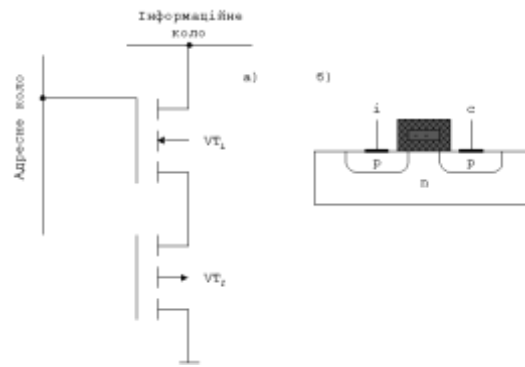 Інформаційне
коло
а)
б)
Адресне коло
VT₁
VT₂
і
с
p
p
n